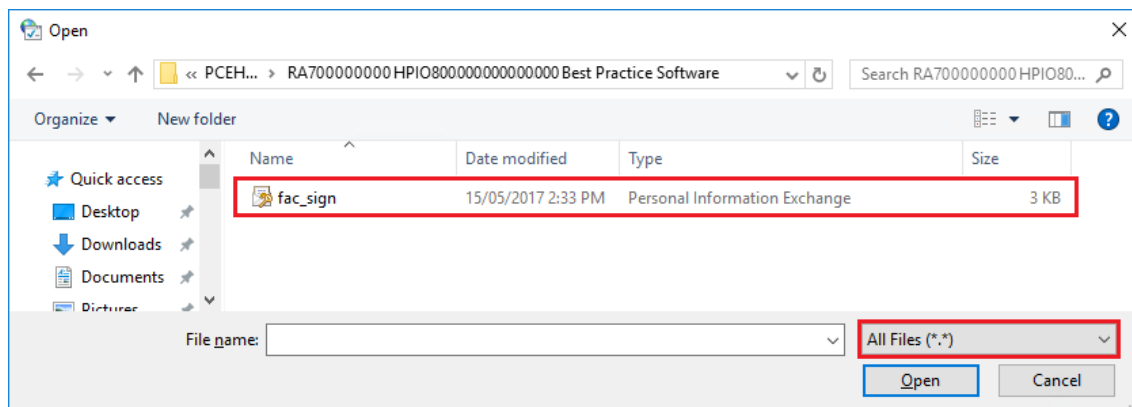 Open
« PCEH... > RA700000000 HPIO800000000000000 Best Practice Software
Search RA700000000 HPIO80...
Organize New folder
Name Date modified Type Size
Quick access
fac_sign 15/05/2017 2:33 PM Personal Information Exchange 3 KB
Desktop
Downloads
Documents
Pictures
File name: All Files (*.*)
Open Cancel